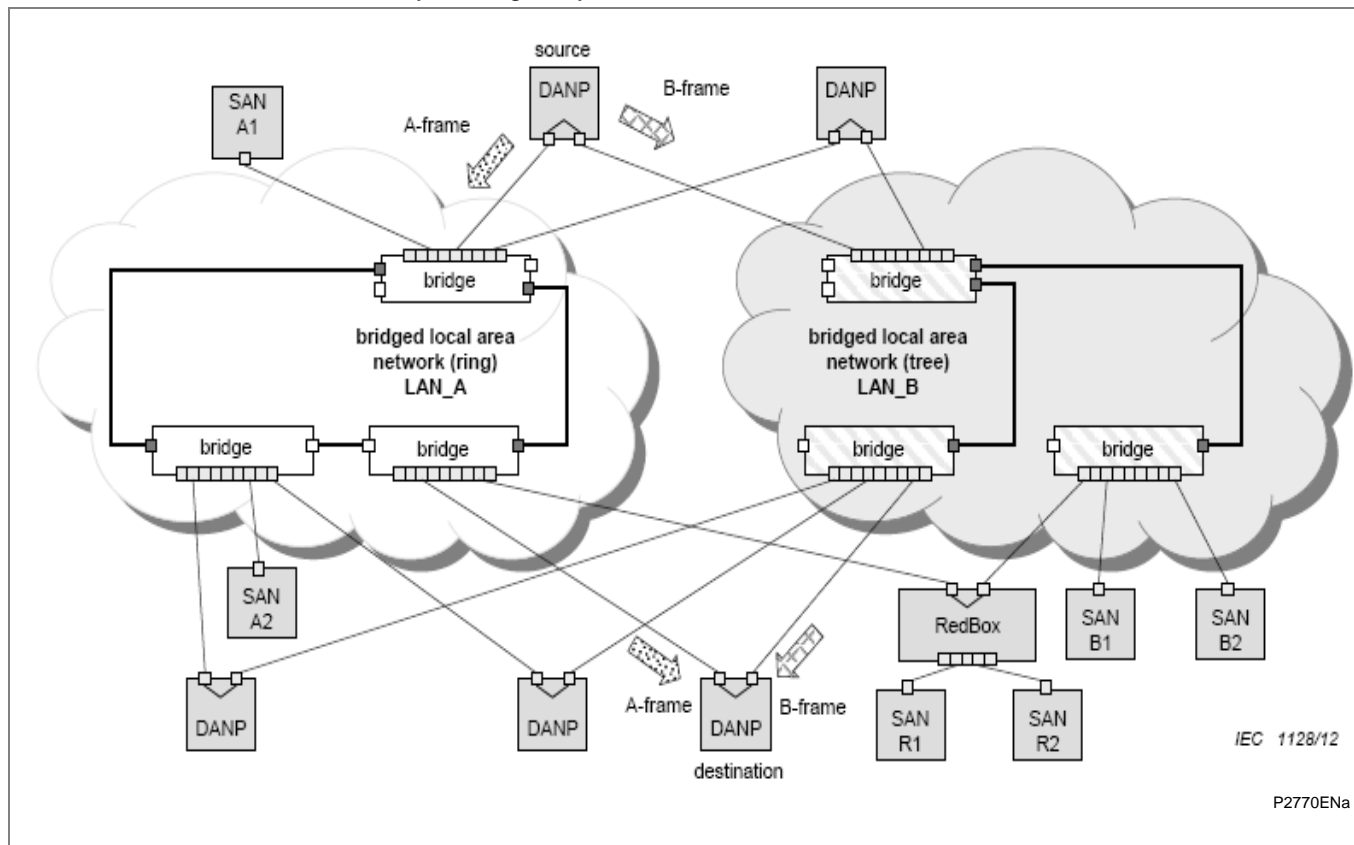 source
DANP
B-frame
DANP
SAN
A1
A-frame
bridge
bridged local area
network (ring)
LAN_A
bridge
bridged local area
network (tree)
LAN_B
bridge
bridge
bridge
bridge
SAN
A2
RedBox
SAN
B1
SAN
B2
DANP
DANP
A-frame
DANP
B-frame
destination
SAN
R1
SAN
R2
IEC 1128/12
P2770ENa